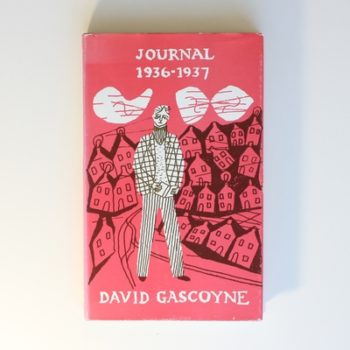 JOURNAL
1936-1937
DAVID GASCOYNE